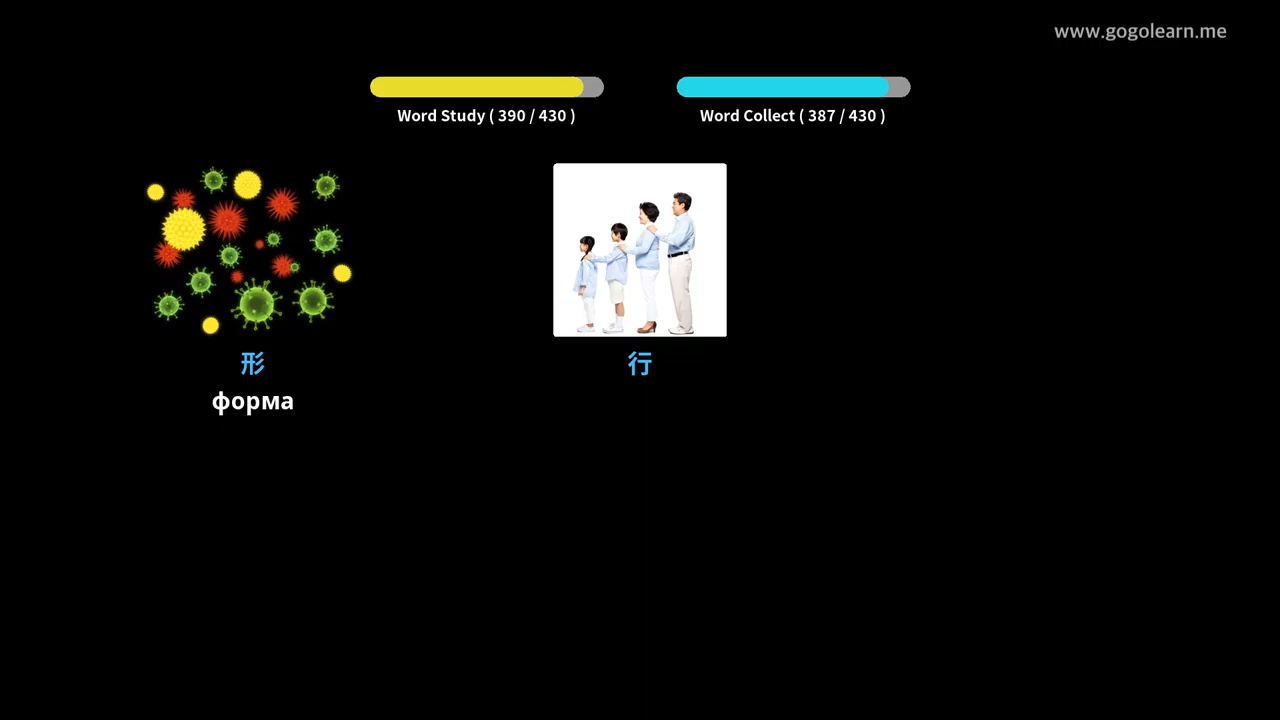 www.gogolearn.me
Word Study ( 390 / 430 )
Word Collect ( 387 / 430 )
形
行
форма